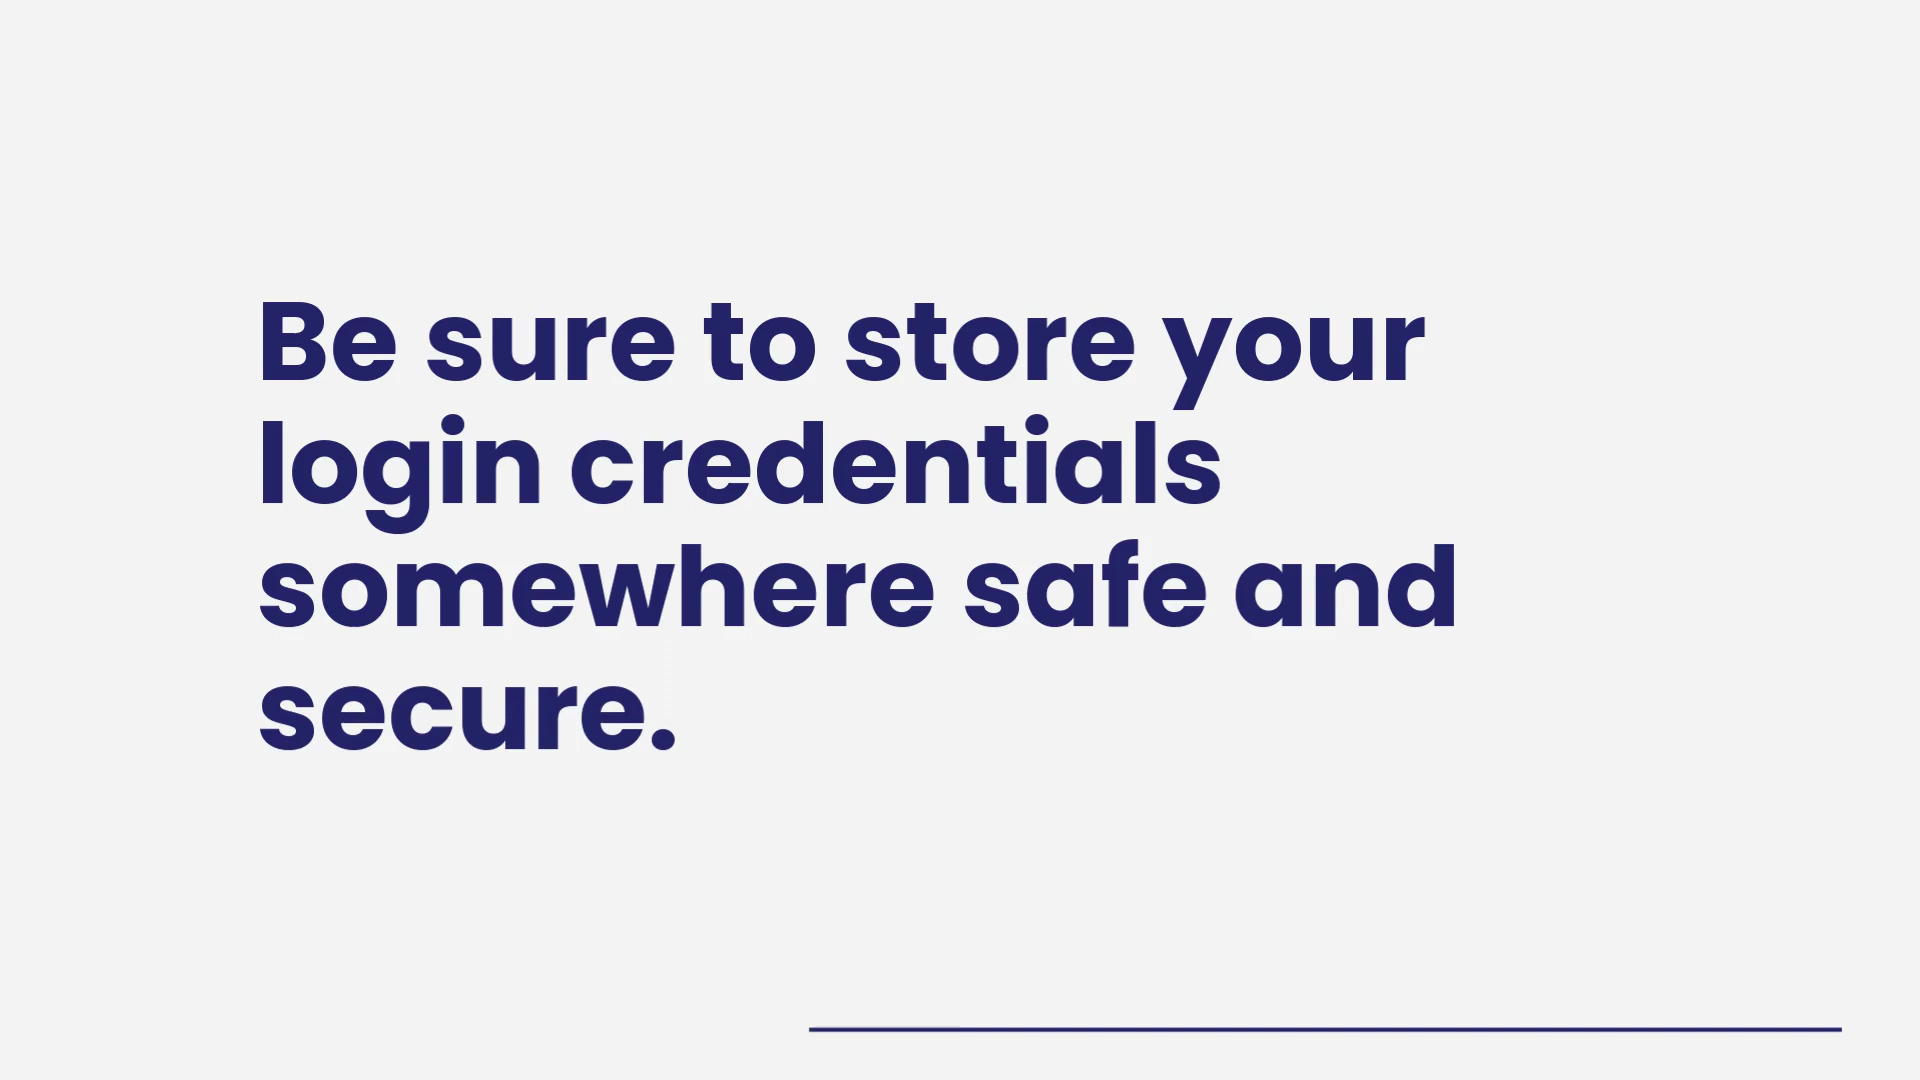 Be sure to store your
login credentials
somewhere safe and
secure.